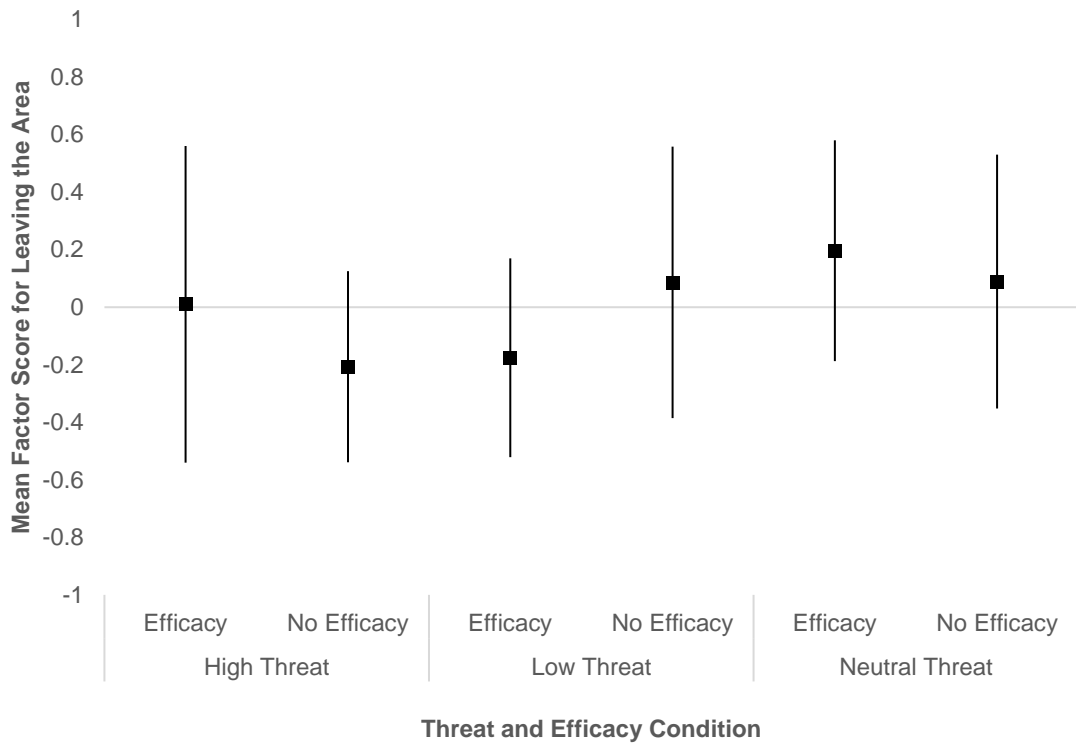 Mean Factor Score for Leaving the Area
1
0.8
0.6
0.4
0.2
0
-0.2
-0.4
-0.6
-0.8
-1
Efficacy No Efficacy Efficacy No Efficacy Efficacy No Efficacy
High Threat Low Threat Neutral Threat
Threat and Efficacy Condition